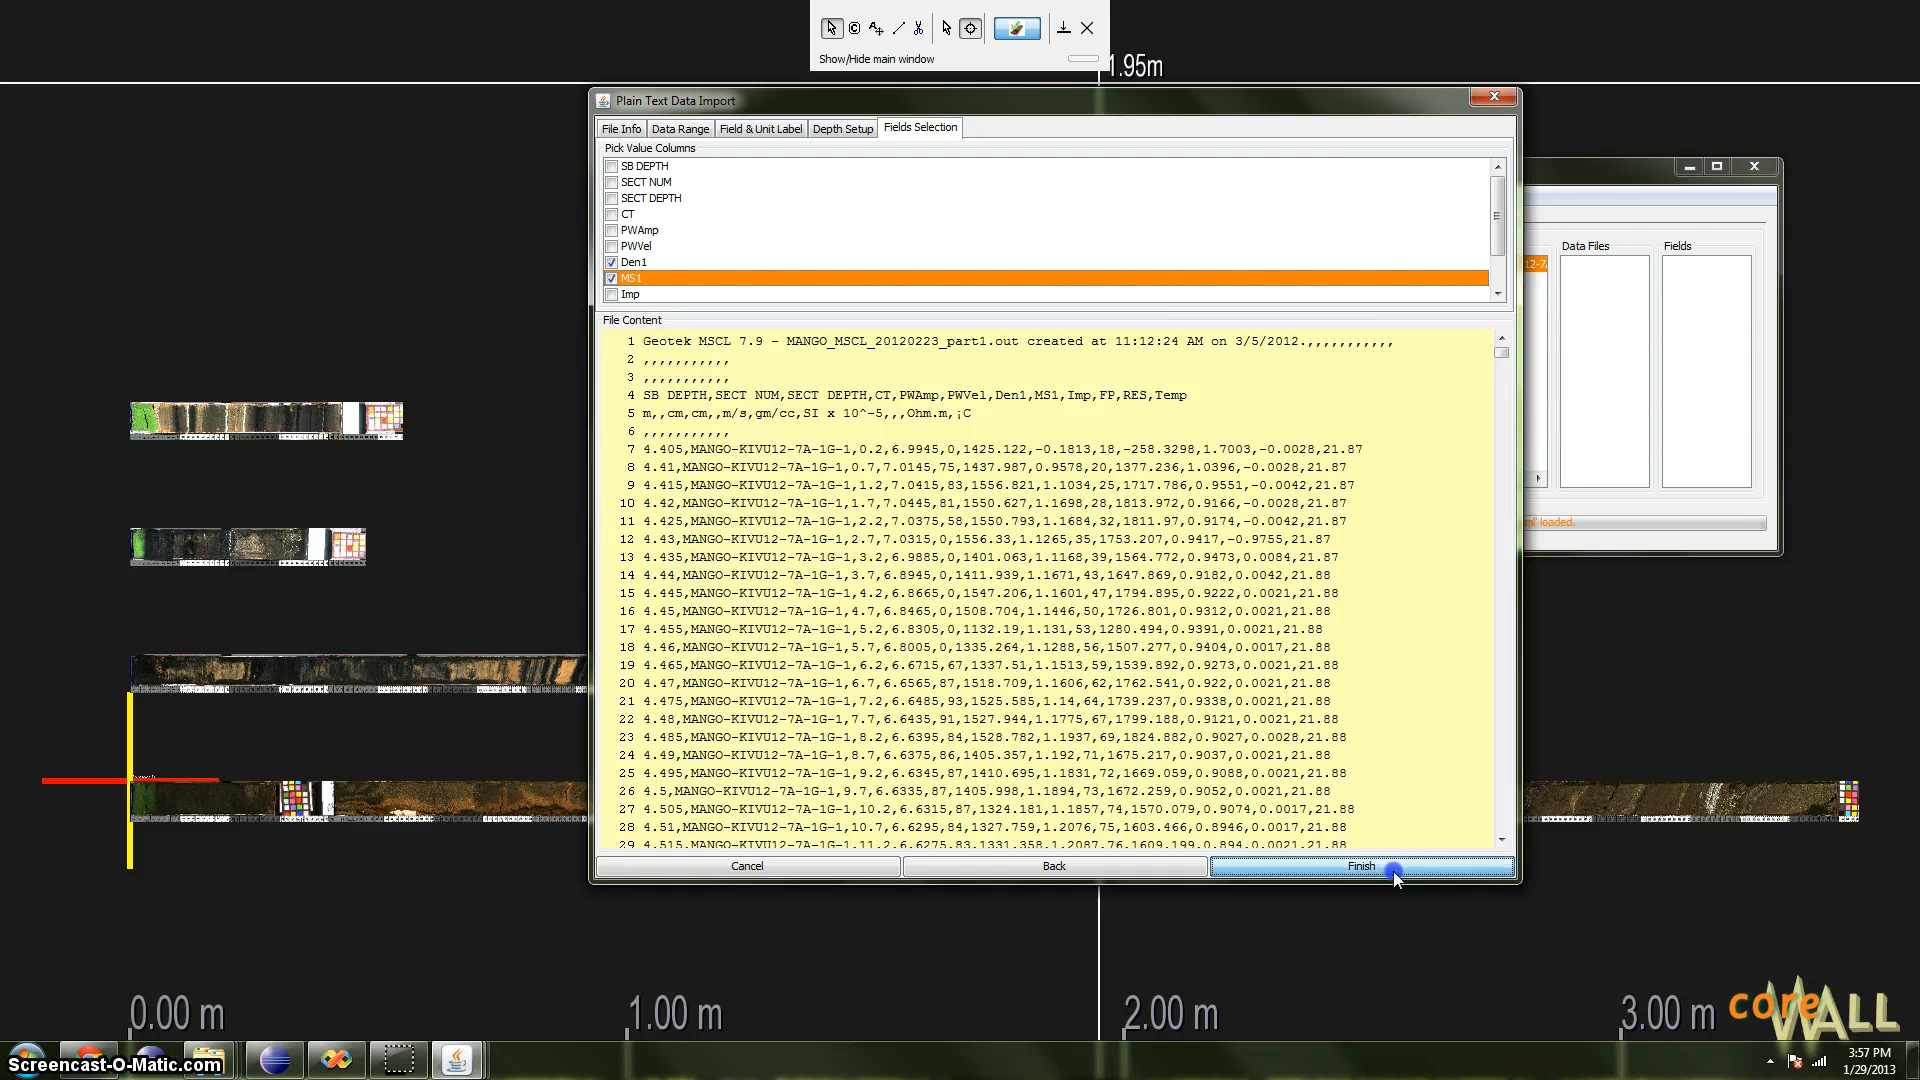 Show/Hide main window
1.95m
Plain Text Data Import
File Info
Data Range
Field & Unit Label
Depth Setup
Fields Selection
Pick Value Columns
SB DEPTH
SECT NUM
SECT DEPTH
CT
PWAmp
PWVel
Den1
MS1
Imp
Data Files
Fields
12-7
ml' loaded.
File Content
1 Geotek MSCL 7.9 - MANGO_MSCL_20120223_part1.out created at 11:12:24 AM on 3/5/2012.,,,,,,,,,,,
2 ,,,,,,,,,,,
3 ,,,,,,,,,,,
4 SB DEPTH,SECT NUM,SECT DEPTH,CT,PWAmp,PWVel,Den1,MS1,Imp,FP,RES,Temp
5 m,,cm,cm,,m/s,gm/cc,SI x 10^-5,,,Ohm.m,¡C
6 ,,,,,,,,,,,
7 4.405,MANGO-KIVU12-7A-1G-1,0.2,6.9945,0,1425.122,-0.1813,18,-258.3298,1.7003,-0.0028,21.87
8 4.41,MANGO-KIVU12-7A-1G-1,0.7,7.0145,75,1437.987,0.9578,20,1377.236,1.0396,-0.0028,21.87
9 4.415,MANGO-KIVU12-7A-1G-1,1.2,7.0415,83,1556.821,1.1034,25,1717.786,0.9551,-0.0042,21.87
10 4.42,MANGO-KIVU12-7A-1G-1,1.7,7.0445,81,1550.627,1.1698,28,1813.972,0.9166,-0.0028,21.87
11 4.425,MANGO-KIVU12-7A-1G-1,2.2,7.0375,58,1550.793,1.1684,32,1811.97,0.9174,-0.0042,21.87
12 4.43,MANGO-KIVU12-7A-1G-1,2.7,7.0315,0,1556.33,1.1265,35,1753.207,0.9417,-0.9755,21.87
13 4.435,MANGO-KIVU12-7A-1G-1,3.2,6.9885,0,1401.063,1.1168,39,1564.772,0.9473,0.0084,21.87
14 4.44,MANGO-KIVU12-7A-1G-1,3.7,6.8945,0,1411.939,1.1671,43,1647.869,0.9182,0.0042,21.88
15 4.445,MANGO-KIVU12-7A-1G-1,4.2,6.8665,0,1547.206,1.1601,47,1794.895,0.9222,0.0021,21.88
16 4.45,MANGO-KIVU12-7A-1G-1,4.7,6.8465,0,1508.704,1.1446,50,1726.801,0.9312,0.0021,21.88
17 4.455,MANGO-KIVU12-7A-1G-1,5.2,6.8305,0,1132.19,1.131,53,1280.494,0.9391,0.0021,21.88
18 4.46,MANGO-KIVU12-7A-1G-1,5.7,6.8005,0,1335.264,1.1288,56,1507.277,0.9404,0.0017,21.88
19 4.465,MANGO-KIVU12-7A-1G-1,6.2,6.6715,67,1337.51,1.1513,59,1539.892,0.9273,0.0021,21.88
20 4.47,MANGO-KIVU12-7A-1G-1,6.7,6.6565,87,1518.709,1.1606,62,1762.541,0.922,0.0021,21.88
21 4.475,MANGO-KIVU12-7A-1G-1,7.2,6.6485,93,1525.585,1.14,64,1739.237,0.9338,0.0021,21.88
22 4.48,MANGO-KIVU12-7A-1G-1,7.7,6.6435,91,1527.944,1.1775,67,1799.188,0.9121,0.0021,21.88
23 4.485,MANGO-KIVU12-7A-1G-1,8.2,6.6395,84,1528.782,1.1937,69,1824.882,0.9027,0.0028,21.88
24 4.49,MANGO-KIVU12-7A-1G-1,8.7,6.6375,86,1405.357,1.192,71,1675.217,0.9037,0.0021,21.88
25 4.495,MANGO-KIVU12-7A-1G-1,9.2,6.6345,87,1410.695,1.1831,72,1669.059,0.9088,0.0021,21.88
26 4.5,MANGO-KIVU12-7A-1G-1,9.7,6.6335,87,1405.998,1.1894,73,1672.259,0.9052,0.0021,21.88
27 4.505,MANGO-KIVU12-7A-1G-1,10.2,6.6315,87,1324.181,1.1857,74,1570.079,0.9074,0.0017,21.88
28 4.51,MANGO-KIVU12-7A-1G-1,10.7,6.6295,84,1327.759,1.2076,75,1603.466,0.8946,0.0017,21.88
29 4.515,MANGO-KIVU12-7A-1G-1,11.2,6.6275,83,1331.358,1.2087,76,1609.199,0.894,0.0021,21.88
Cancel
Back
Finish
0.00 m
1.00 m
2.00 m
3.00 m
coreWALL
Screencast-O-Matic.com
3:57 PM
1/29/2013